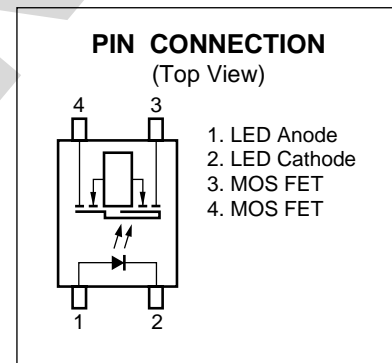 PIN CONNECTION
(Top View)
4 3
1. LED Anode
2. LED Cathode
3. MOS FET
4. MOS FET
1 2